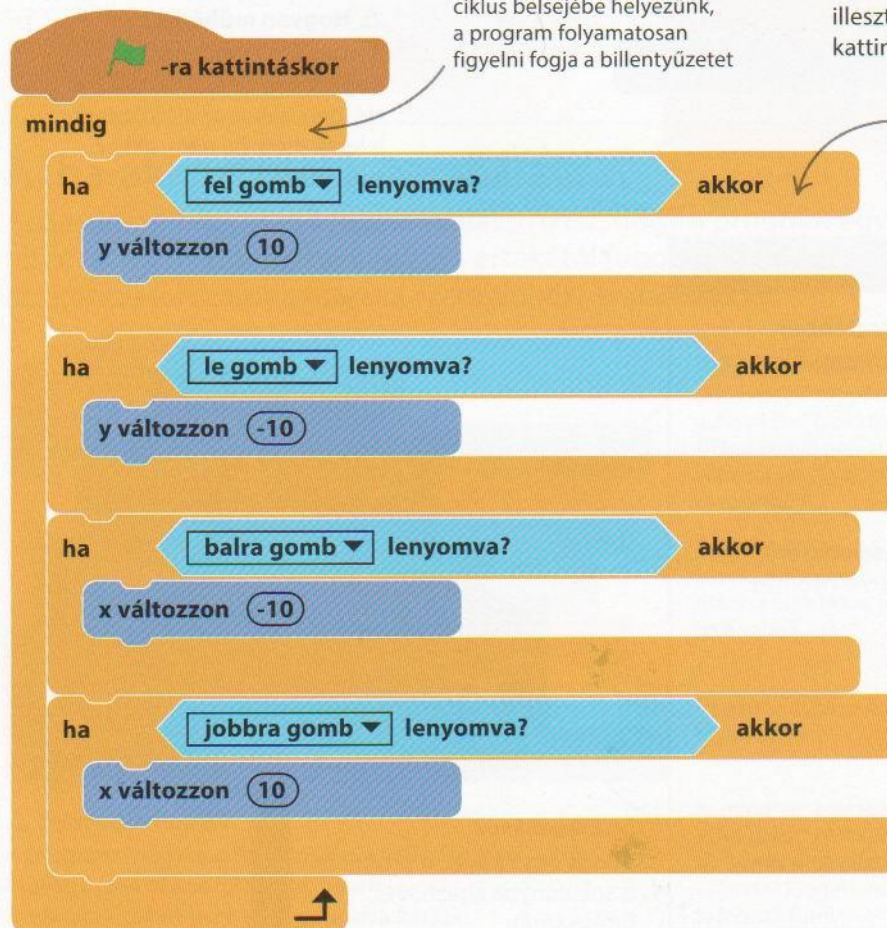 ciklus belsejébe helyezünk,
a program folyamatosan
figyelni fogja a billentyűzetet
-ra kattintáskor
mindig
ha fel gomb lenyomva? akkor
y változzon 10
ha le gomb lenyomva? akkor
y változzon -10
ha balra gomb lenyomva? akkor
x változzon -10
ha jobbra gomb lenyomva? akkor
x változzon 10